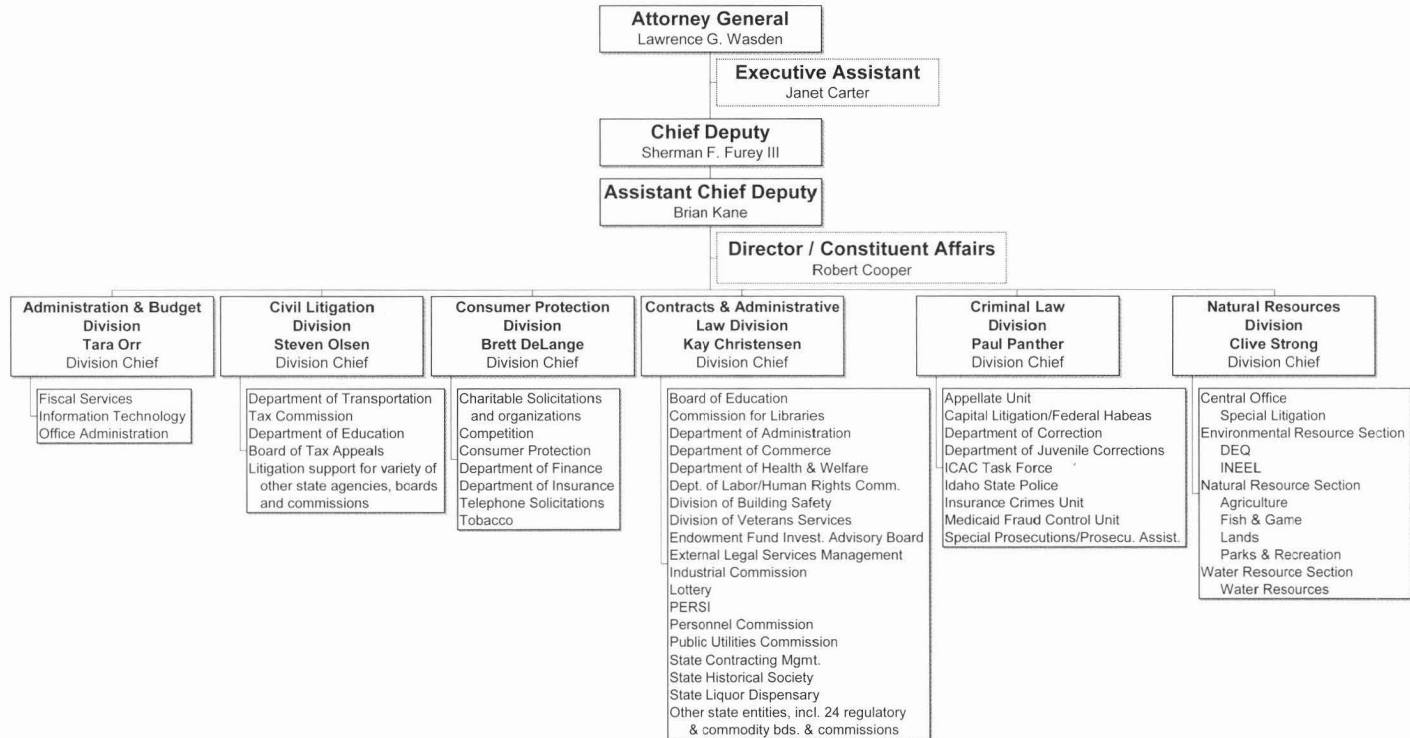 Attorney General
Lawrence G. Wasden
Executive Assistant
Janet Carter
Chief Deputy
Sherman F. Furey III
Assistant Chief Deputy
Brian Kane
Director / Constituent Affairs
Robert Cooper
Administration & Budget
Division
Tara Orr
Division Chief
Fiscal Services
Information Technology
Office Administration
Civil Litigation
Division
Steven Olsen
Division Chief
Department of Transportation
Tax Commission
Department of Education
Board of Tax Appeals
Litigation support for variety of
other state agencies, boards
and commissions
Consumer Protection
Division
Brett DeLange
Division Chief
Charitable Solicitations
and organizations
Competition
Consumer Protection
Department of Finance
Department of Insurance
Telephone Solicitations
Tobacco
Contracts & Administrative
Law Division
Kay Christensen
Division Chief
Board of Education
Commission for Libraries
Department of Administration
Department of Commerce
Department of Health & Welfare
Dept. of Labor/Human Rights Comm.
Division of Building Safety
Division of Veterans Services
Endowment Fund Invest. Advisory Board
External Legal Services Management
Industrial Commission
Lottery
PERSI
Personnel Commission
Public Utilities Commission
State Contracting Mgmt.
State Historical Society
State Liquor Dispensary
Other state entities, incl. 24 regulatory
& commodity bds. & commissions
Criminal Law
Division
Paul Panther
Division Chief
Appellate Unit
Capital Litigation/Federal Habeas
Department of Correction
Department of Juvenile Corrections
ICAC Task Force
Idaho State Police
Insurance Crimes Unit
Medicaid Fraud Control Unit
Special Prosecutions/Prosecu. Assist.
Natural Resources
Division
Clive Strong
Division Chief
Central Office
Special Litigation
Environmental Resource Section
DEQ
INEEL
Natural Resource Section
Agriculture
Fish & Game
Lands
Parks & Recreation
Water Resource Section
Water Resources